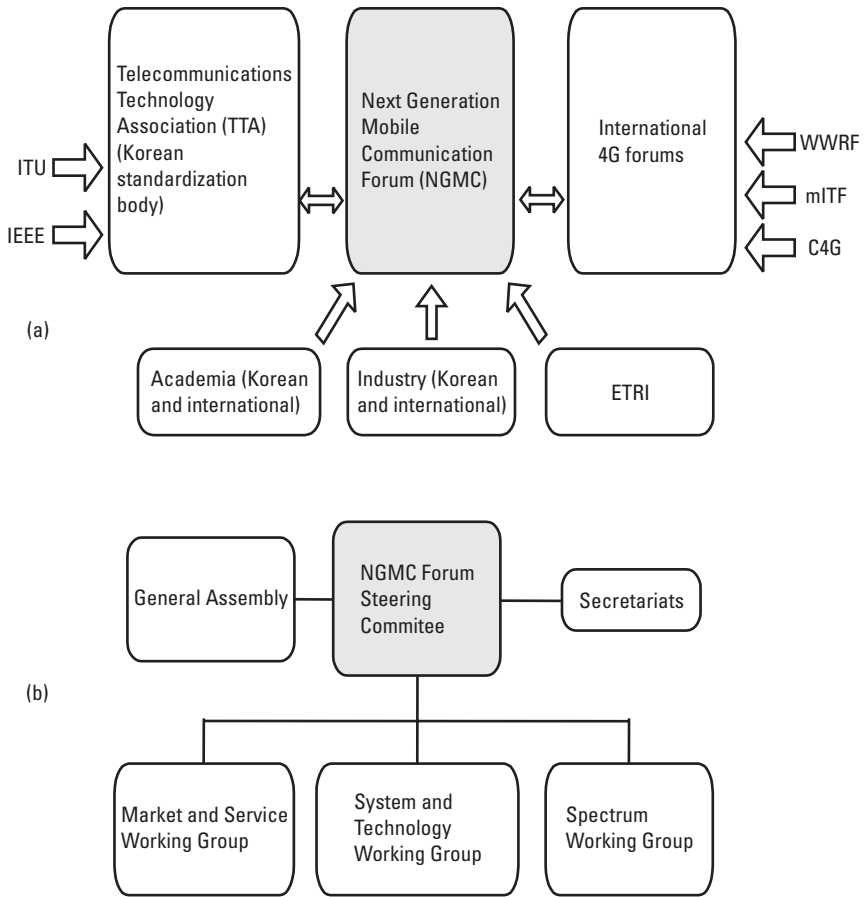 Telecommunications
Technology
Association (TTA)
(Korean
standardization
body)
Next Generation
Mobile
Communication
Forum (NGMC)
International
4G forums
ITU
IEEE
WWRF
mITF
C4G
(a)
Academia (Korean
and international)
Industry (Korean
and international)
ETRI
General Assembly
NGMC Forum
Steering
Commitee
Secretariats
(b)
Market and Service
Working Group
System and
Technology
Working Group
Spectrum
Working Group